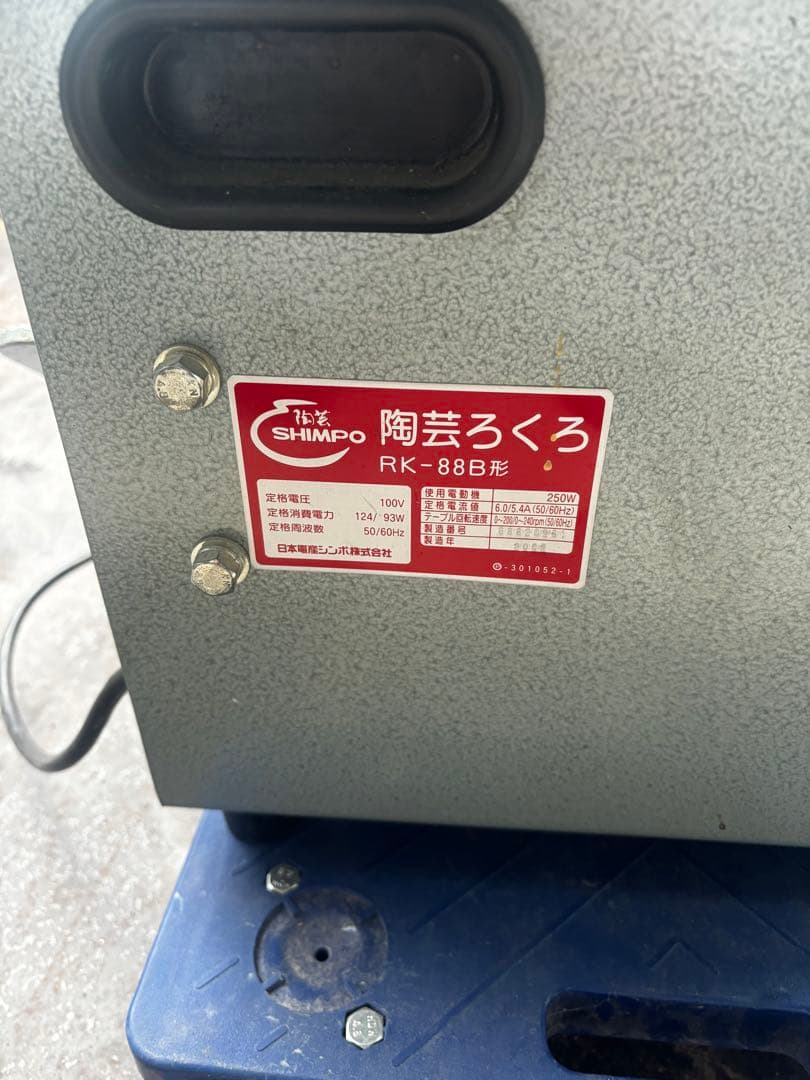 陶芸
SHIMPO
陶芸ろくろ
RK-88B形
定格電圧 100V
定格消費電力 124/ 93W
定格周波数 50/60Hz
日本電産シンポ株式会社
使用電動機 250W
定格電流値 6.0/5.4A(50/60Hz)
テーブル回転速度 0～200/0～240rpm(50/60Hz)
製造番号
製造年
-301052-1